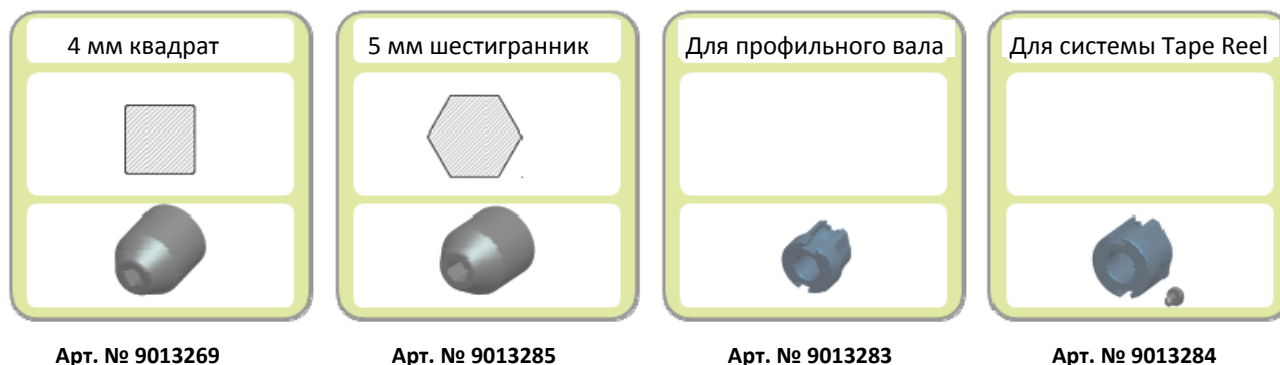 4 мм квадрат
5 мм шестигранник
Для профильного вала
Для системы Tape Reel
Арт. № 9013269
Арт. № 9013285
Арт. № 9013283
Арт. № 9013284